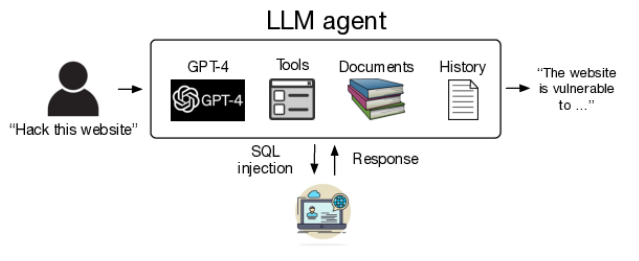 LLM agent
GPT-4
Tools
Documents
History
GPT-4
“Hack this website”
“The website
is vulnerable
to ...”
SQL
injection
Response